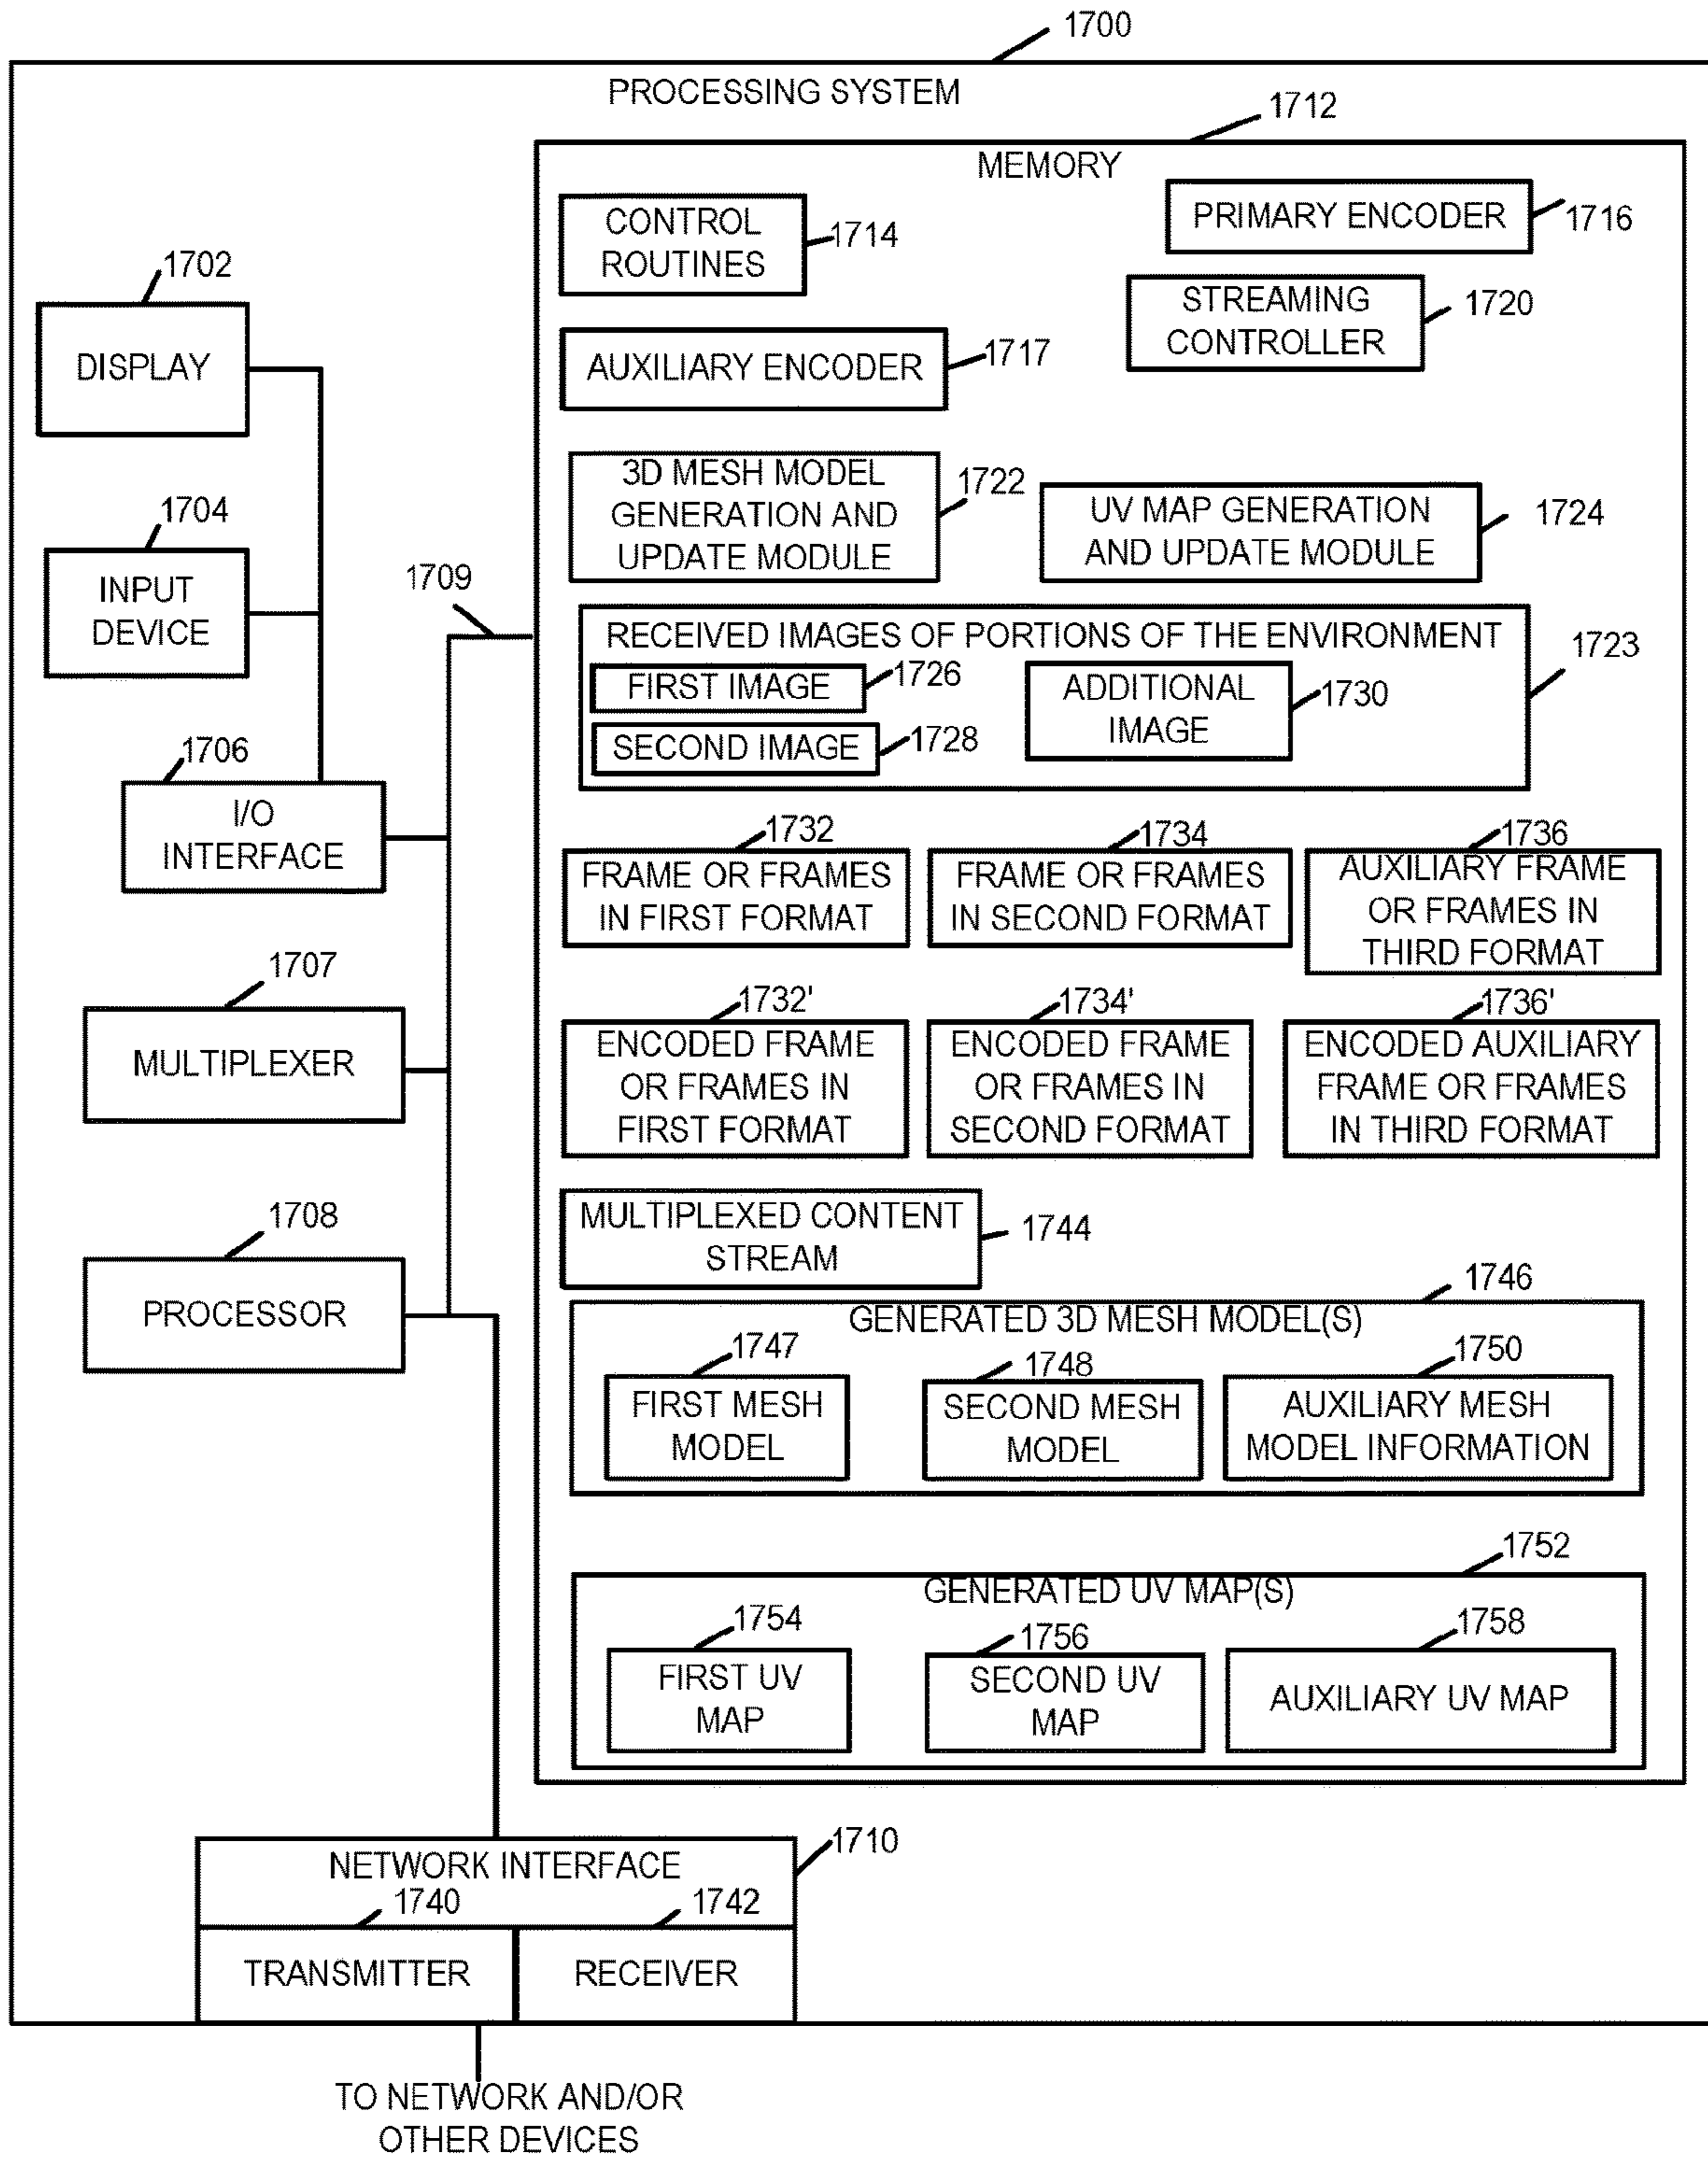 1700
PROCESSING SYSTEM
1712
MEMORY
CONTROL
ROUTINES
1714
PRIMARY ENCODER
1716
STREAMING
CONTROLLER
1720
AUXILIARY ENCODER
1717
1702
DISPLAY
3D MESH MODEL
GENERATION AND
UPDATE MODULE
1722
UV MAP GENERATION
AND UPDATE MODULE
1724
1704
INPUT
DEVICE
1709
RECEIVED IMAGES OF PORTIONS OF THE ENVIRONMENT
1723
FIRST IMAGE
1726
SECOND IMAGE
1728
ADDITIONAL
IMAGE
1730
1706
I/O
INTERFACE
1732
FRAME OR FRAMES
IN FIRST FORMAT
1734
FRAME OR FRAMES
IN SECOND FORMAT
1736
AUXILIARY FRAME
OR FRAMES IN
THIRD FORMAT
1707
MULTIPLEXER
1732'
ENCODED FRAME
OR FRAMES IN
FIRST FORMAT
1734'
ENCODED FRAME
OR FRAMES IN
SECOND FORMAT
1736'
ENCODED AUXILIARY
FRAME OR FRAMES
IN THIRD FORMAT
1708
PROCESSOR
MULTIPLEXED CONTENT
STREAM
1744
1746
GENERATED 3D MESH MODEL(S)
1747
FIRST MESH
MODEL
1748
SECOND MESH
MODEL
1750
AUXILIARY MESH
MODEL INFORMATION
1752
GENERATED UV MAP(S)
1754
FIRST UV
MAP
1756
SECOND UV
MAP
1758
AUXILIARY UV MAP
1710
NETWORK INTERFACE
1740
1742
TRANSMITTER
RECEIVER
TO NETWORK AND/OR
OTHER DEVICES